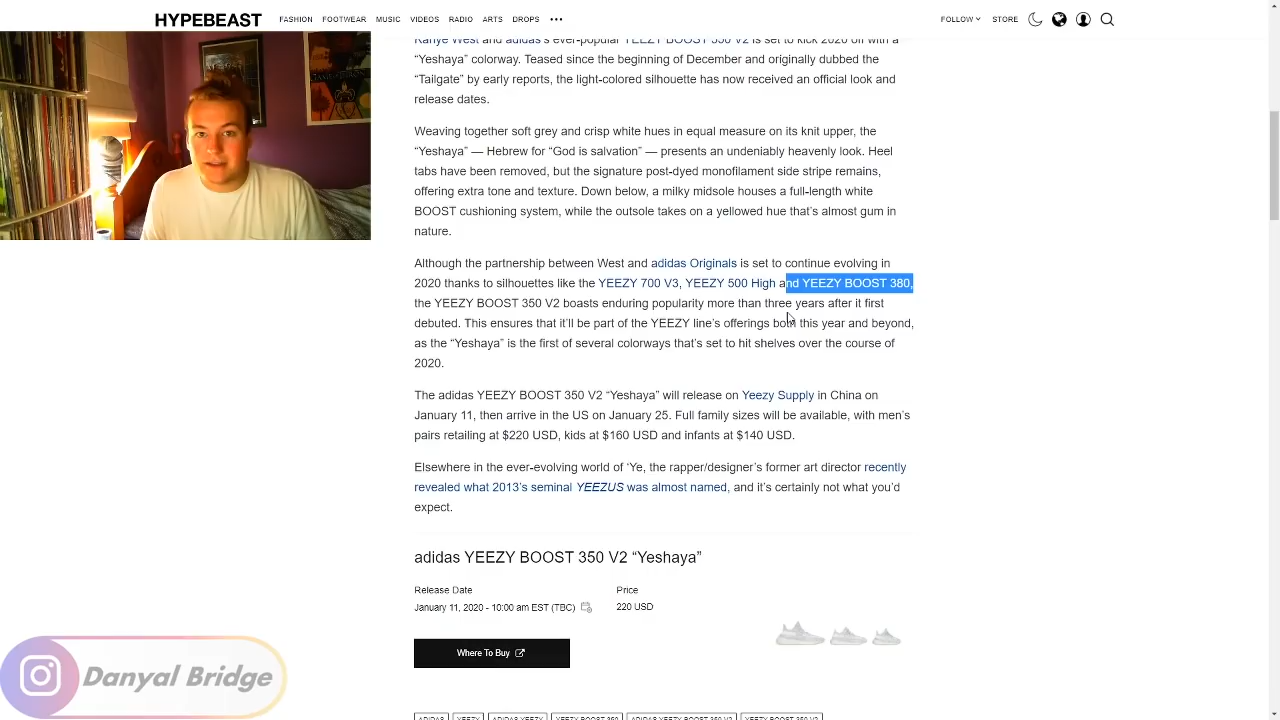 HYPEBEAST FASHION FOOTWEAR MUSIC VIDEOS RADIO ARTS DROPS ••• FOLLOW STORE
Kanye West and adidas's ever-popular YEEZY BOOST 350 V2 is set to kick 2020 off with a
“Yeshaya” colorway. Teased since the beginning of December and originally dubbed the
“Tailgate” by early reports, the light-colored silhouette has now received an official look and
release dates.
Weaving together soft grey and crisp white hues in equal measure on its knit upper, the
“Yeshaya” — Hebrew for “God is salvation” — presents an undeniably heavenly look. Heel
tabs have been removed, but the signature post-dyed monofilament side stripe remains,
offering extra tone and texture. Down below, a milky midsole houses a full-length white
BOOST cushioning system, while the outsole takes on a yellowed hue that’s almost gum in
nature.
Although the partnership between West and adidas Originals is set to continue evolving in
2020 thanks to silhouettes like the YEEZY 700 V3, YEEZY 500 High and YEEZY BOOST 380,
the YEEZY BOOST 350 V2 boasts enduring popularity more than three years after it first
debuted. This ensures that it’ll be part of the YEEZY line’s offerings both this year and beyond,
as the “Yeshaya” is the first of several colorways that’s set to hit shelves over the course of
2020.
The adidas YEEZY BOOST 350 V2 “Yeshaya” will release on Yeezy Supply in China on
January 11, then arrive in the US on January 25. Full family sizes will be available, with men’s
pairs retailing at $220 USD, kids at $160 USD and infants at $140 USD.
Elsewhere in the ever-evolving world of ‘Ye, the rapper/designer’s former art director recently
revealed what 2013’s seminal YEEZUS was almost named, and it’s certainly not what you’d
expect.
adidas YEEZY BOOST 350 V2 “Yeshaya”
Release Date Price
January 11, 2020 - 10:00 am EST (TBC) 220 USD
Where To Buy
Danyal Bridge
ADIDAS YEEZY ADIDAS YEEZY YEEZY BOOST 350 ADIDAS YEEZY BOOST 350 V2 YEEZY BOOST 350 V2